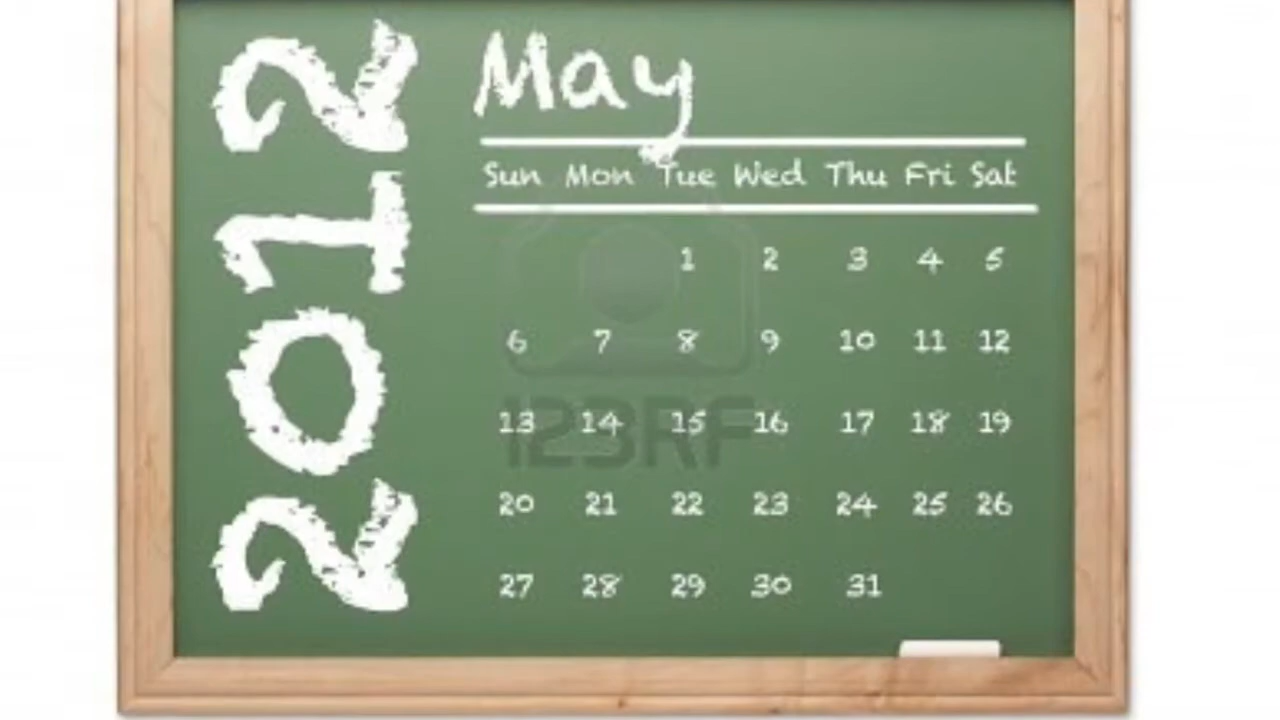 2012
May
Sun Mon Tue Wed Thu Fri Sat
1 2 3 4 5
6 7 8 9 10 11 12
13 14 15 16 17 18 19
20 21 22 23 24 25 26
27 28 29 30 31
123RF